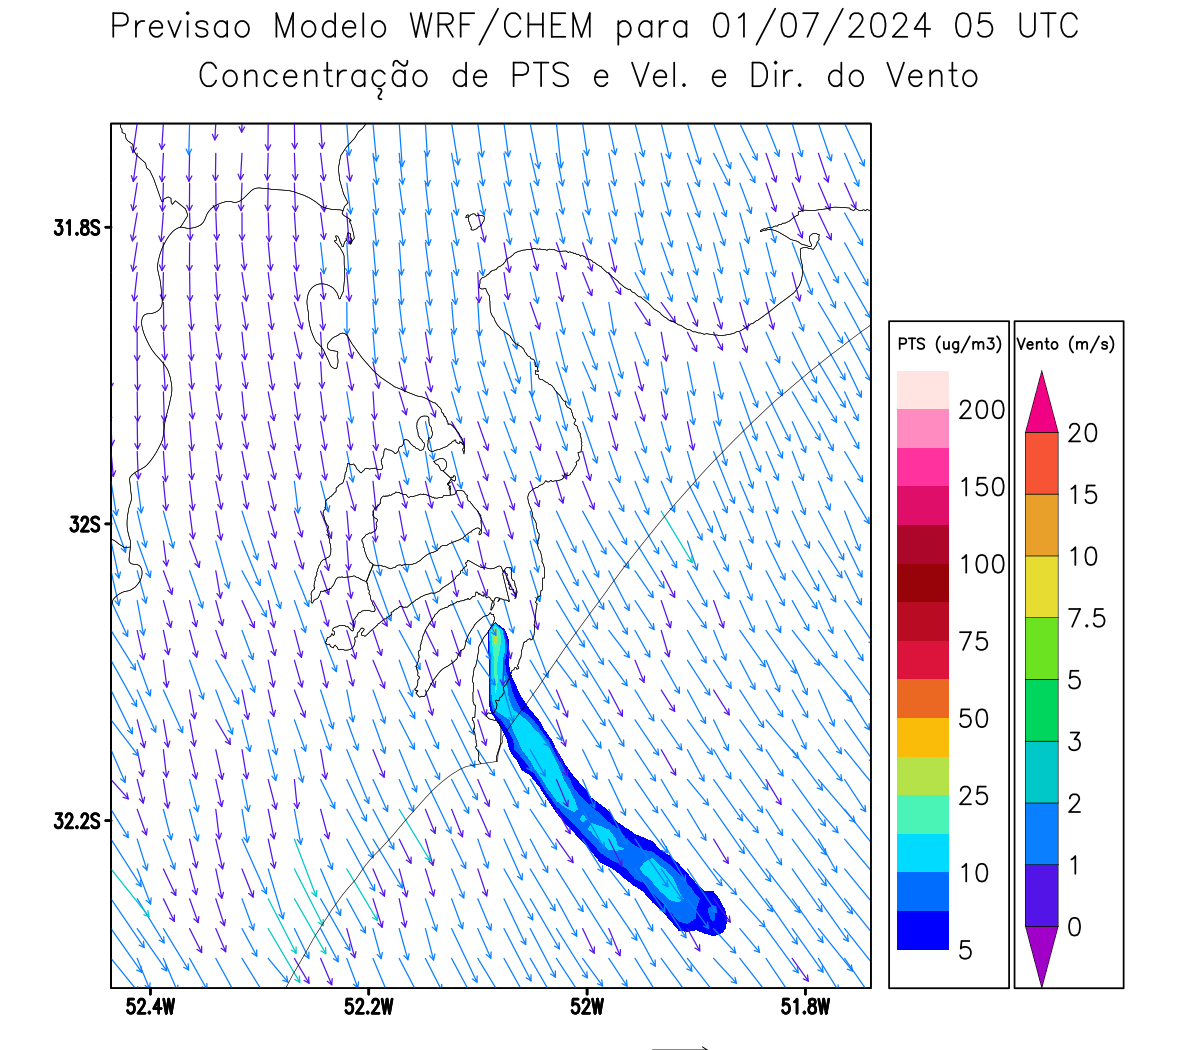 Previsao Modelo WRF/CHEM para 01/07/2024 05 UTC
Concentração de PTS e Vel. e Dir. do Vento
31.8S
32S
32.2S
52.4W
52.2W
52W
51.8W
PTS (ug/m3)
200
150
100
75
50
25
10
5
Vento (m/s)
20
15
10
7.5
5
3
2
1
0